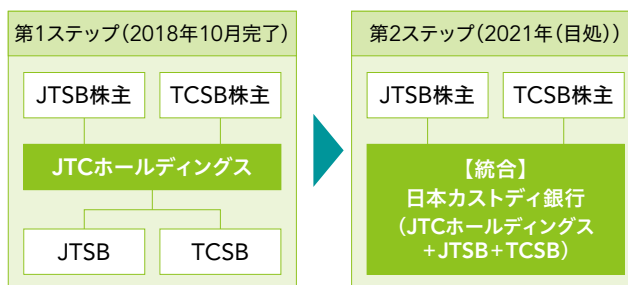 第1ステップ(2018年10月完了)
JTSB株主
TCSB株主
JTCホールディングス
JTSB
TCSB
第2ステップ(2021年(目処))
JTSB株主
TCSB株主
【統合】
日本カストディ銀行
(JTCホールディングス
+JTSB+TCSB)